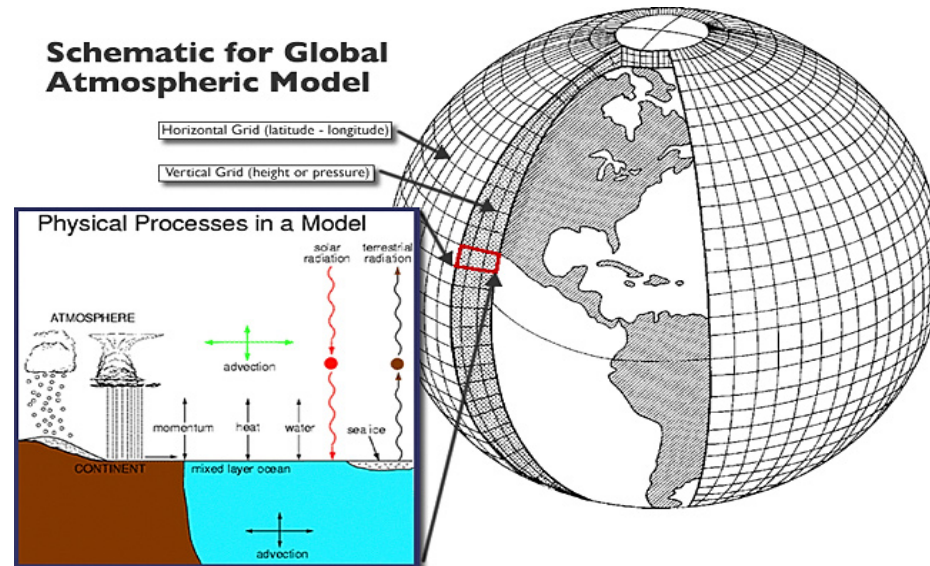 Schematic for Global
Atmospheric Model
Horizontal Grid (latitude - longitude)
Vertical Grid (height or pressure)
Physical Processes in a Model
solar
radiation
terrestrial
radiation
ATMOSPHERE
advection
momentum
heat
water
sea ice
CONTINENT
mixed layer ocean
advection